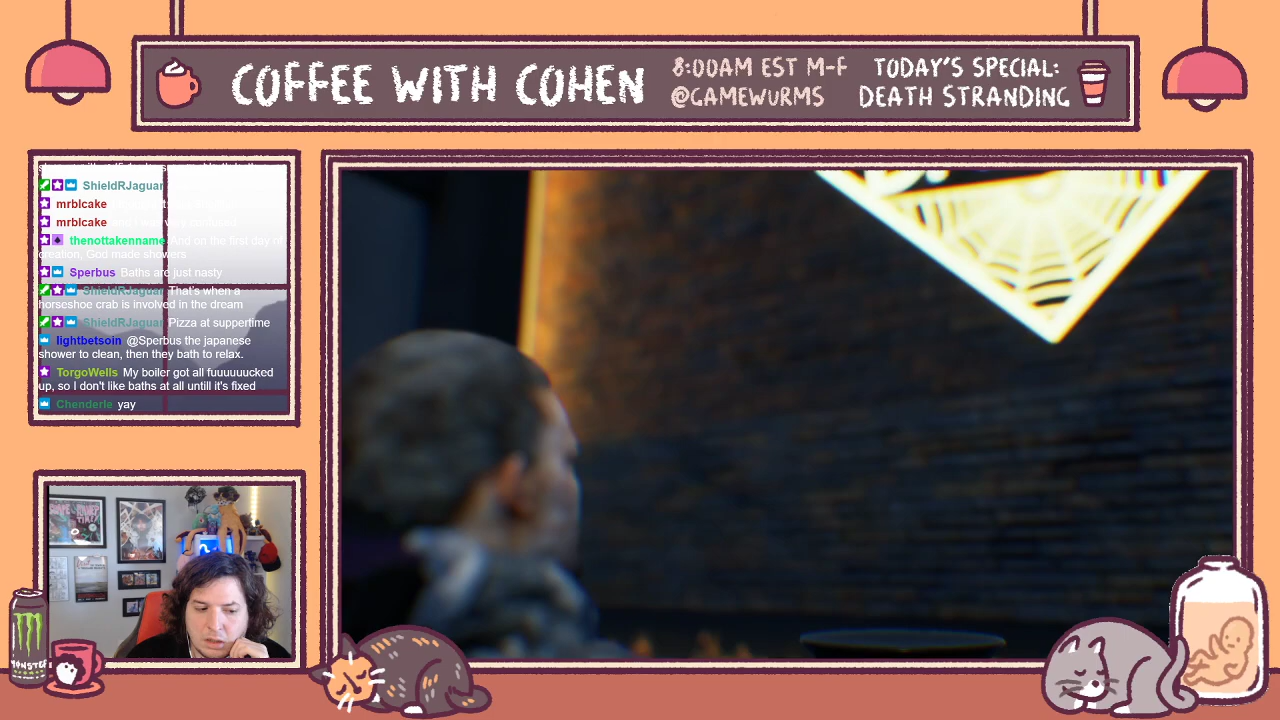 COFFEE WITH COHEN
8:00AM EST M-F
@GAMEWURMS
TODAY'S SPECIAL:
DEATH STRANDING
ShieldRJaguar
mrblcake
mrblcake
thenottakenname And on the first day of
creation, God made showers
Sperbus Baths are just nasty
ShieldRJaguar That's when a
horseshoe crab is involved in the dream
ShieldRJaguar Pizza at suppertime
lightbetsoin @Sperbus the japanese
shower to clean, then they bath to relax.
TorgoWells My boiler got all fuuuuuucked
up, so I don't like baths at all untill it's fixed
Chenderle yay
MONSTER